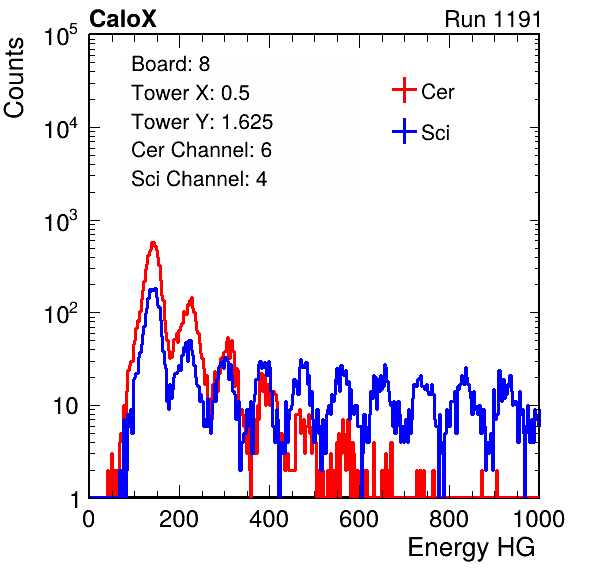 CaloX Run 1191
Counts
Board: 8
Tower X: 0.5
Tower Y: 1.625
Cer Channel: 6
Sci Channel: 4
Cer
Sci
10^5
10^4
10^3
10^2
10
1
0 200 400 600 800 1000
Energy HG